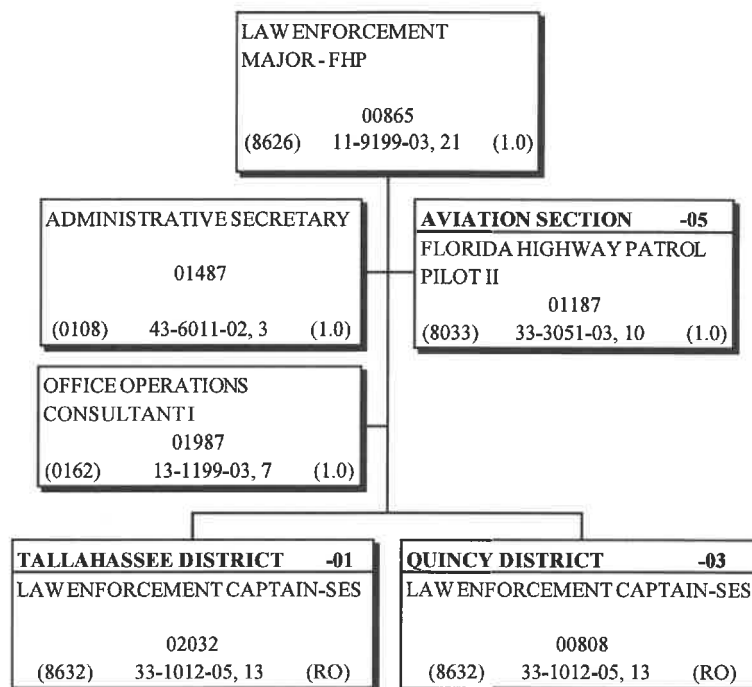 LAW ENFORCEMENT
MAJOR - FHP
00865
(8626) 11-9199-03, 21 (1.0)
ADMINISTRATIVE SECRETARY
01487
(0108) 43-6011-02, 3 (1.0)
AVIATION SECTION -05
FLORIDA HIGHWAY PATROL
PILOT II
01187
(8033) 33-3051-03, 10 (1.0)
OFFICE OPERATIONS
CONSULTANT I
01987
(0162) 13-1199-03, 7 (1.0)
TALLAHASSEE DISTRICT -01
LAW ENFORCEMENT CAPTAIN-SES
02032
(8632) 33-1012-05, 13 (RO)
QUINCY DISTRICT -03
LAW ENFORCEMENT CAPTAIN-SES
00808
(8632) 33-1012-05, 13 (RO)